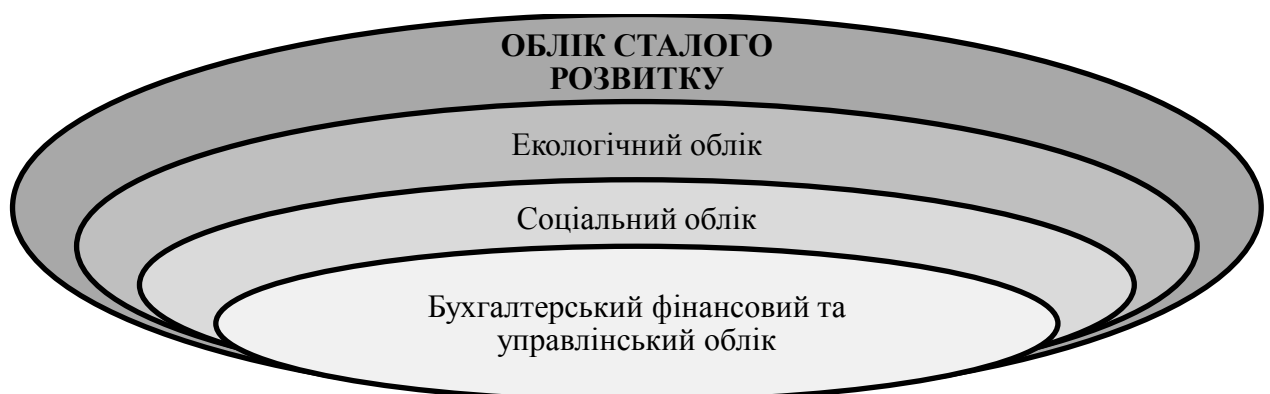 ОБЛІК СТАЛОГО
РОЗВИТКУ
Екологічний облік
Соціальний облік
Бухгалтерський фінансовий та
управлінський облік